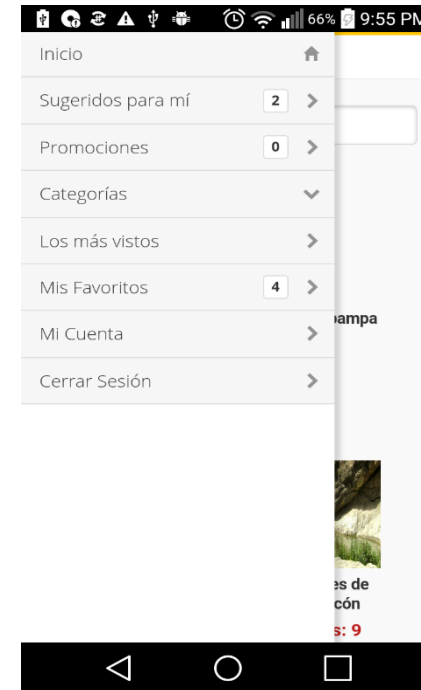 66% 9:55 PM
Inicio
Sugeridos para mí 2
Promociones 0
Categorías
Los más vistos
Mis Favoritos 4
pampa
Mi Cuenta
Cerrar Sesión
es de
cón
s: 9